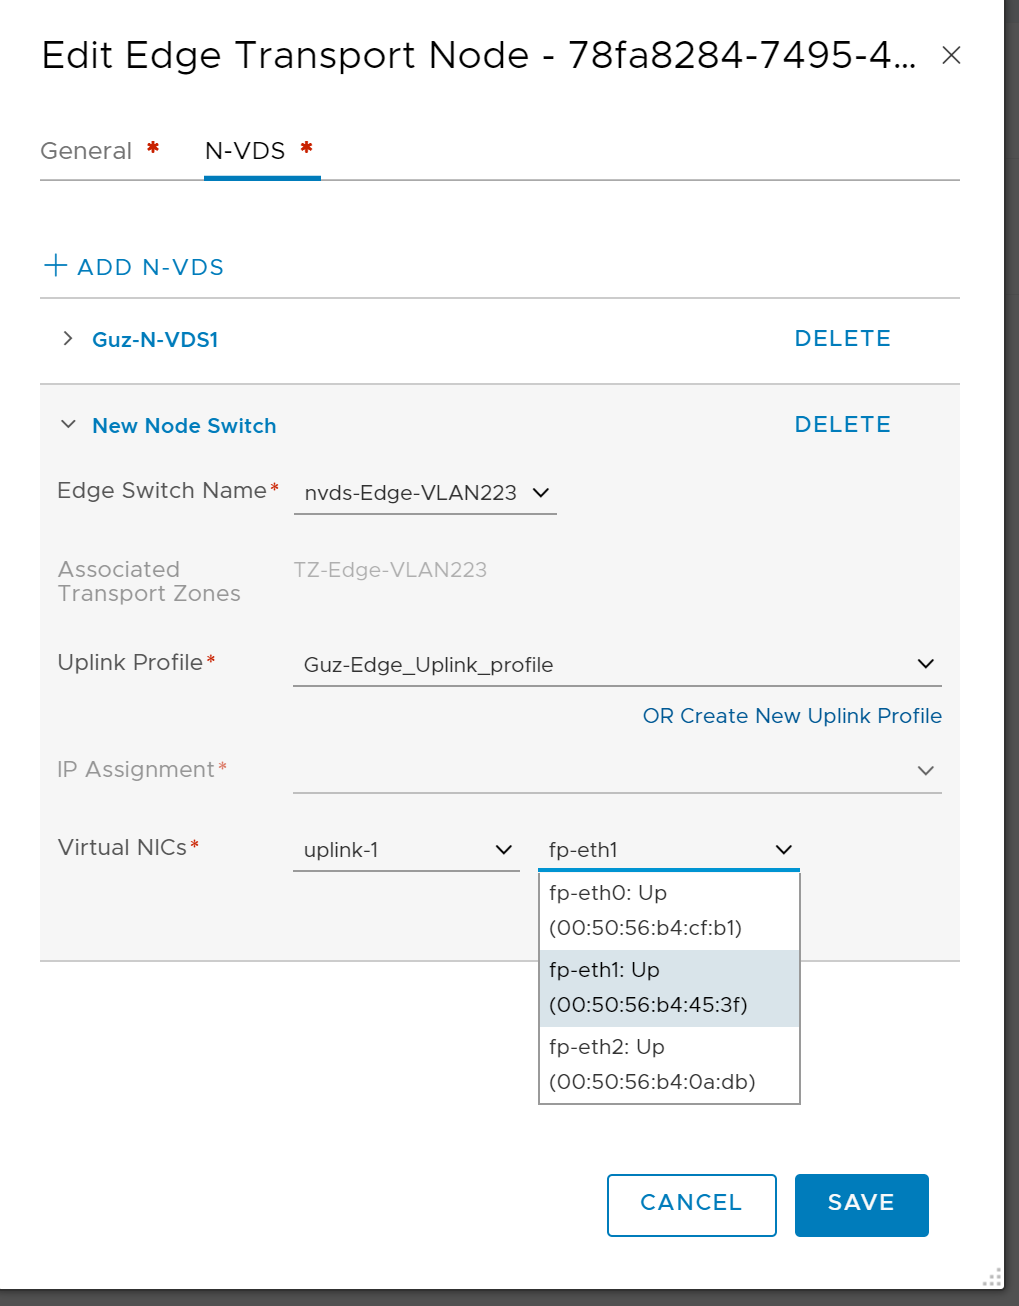 Edit Edge Transport Node - 78fa8284-7495-4...
General *
N-VDS *
ADD N-VDS
Guz-N-VDS1
DELETE
New Node Switch
DELETE
Edge Switch Name*
nvds-Edge-VLAN223
Associated
Transport Zones
TZ-Edge-VLAN223
Uplink Profile*
Guz-Edge_Uplink_profile
OR Create New Uplink Profile
IP Assignment*
Virtual NICs*
uplink-1
fp-eth1
fp-eth0: Up
(00:50:56:b4:cf:b1)
fp-eth1: Up
(00:50:56:b4:45:3f)
fp-eth2: Up
(00:50:56:b4:0a:db)
CANCEL
SAVE